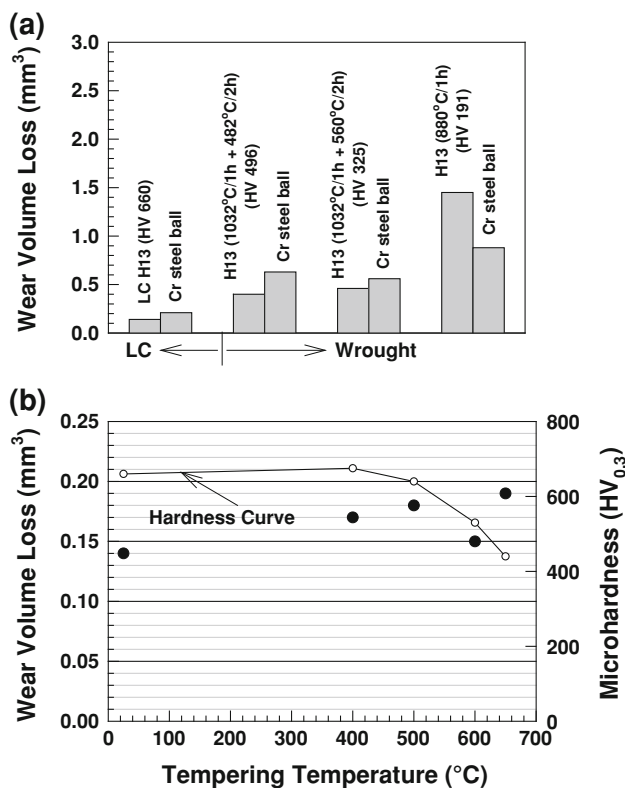 (a)
Wear Volume Loss (mm³)
3.0
2.5
2.0
1.5
1.0
0.5
0.0
LC H13 (HV 660)
Cr steel ball
H13 (1032°C/1h + 482°C/2h)
(HV 496)
Cr steel ball
H13 (1032°C/1h + 560°C/2h)
(HV 325)
Cr steel ball
H13 (880°C/1h)
(HV 191)
Cr steel ball
LC
Wrought
(b)
Wear Volume Loss (mm³)
0.25
0.20
0.15
0.10
0.05
0.00
Hardness Curve
800
600
400
200
0
Microhardness (HV0.3)
0 100 200 300 400 500 600 700
Tempering Temperature (°C)